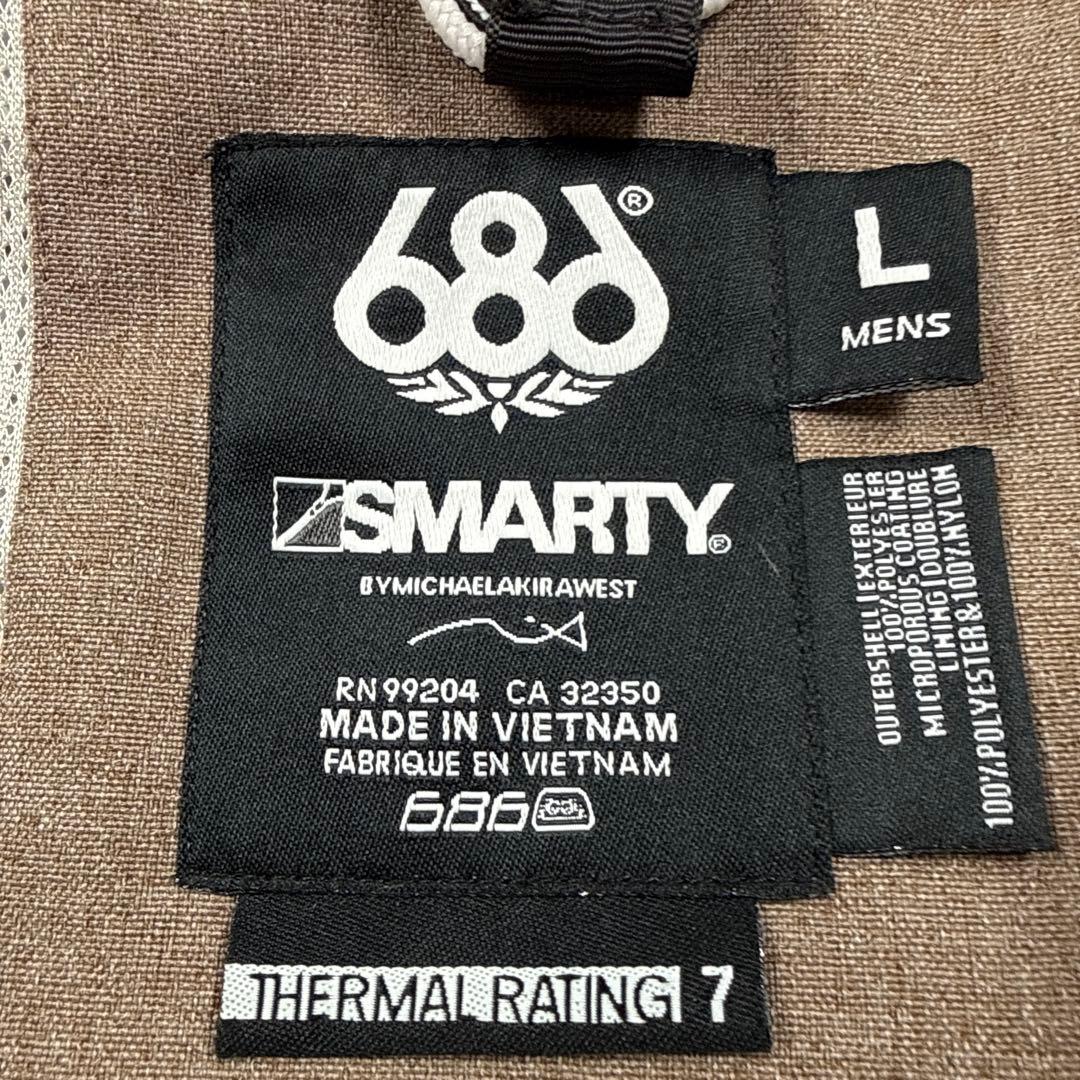 686®
SMARTY®
BYMICHAELAKIRAWEST
RN 99204 CA 32350
MADE IN VIETNAM
FABRIQUE EN VIETNAM
686
THERMAL RATING 7
L
MENS
OUTERSHELL|EXTERIEUR
100% POLYESTER
MICROPOROUS COATING
LINING|DOUBLURE
100% POLYESTER & 100% NYLON